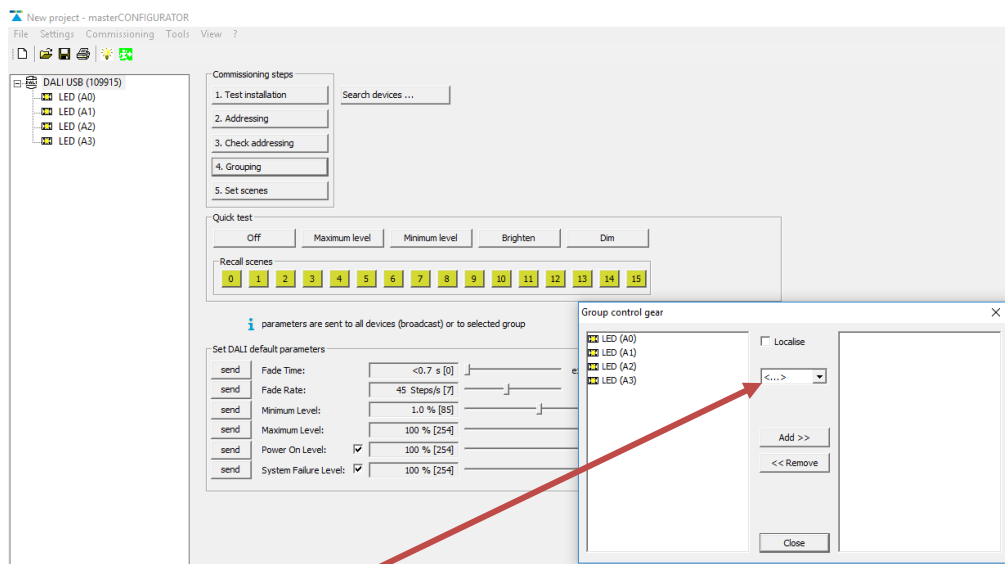 New project - masterCONFIGURATOR
File Settings Commissioning Tools View ?
DALI USB (109915)
LED (A0)
LED (A1)
LED (A2)
LED (A3)
Commissioning steps
1. Test installation
Search devices ...
2. Addressing
3. Check addressing
4. Grouping
5. Set scenes
Quick test
Off Maximum level Minimum level Brighten Dim
Recall scenes
0 1 2 3 4 5 6 7 8 9 10 11 12 13 14 15
i parameters are sent to all devices (broadcast) or to selected group
Set DALI default parameters
send Fade Time: <0.7 s [0]
send Fade Rate: 45 Steps/s [7]
send Minimum Level: 1.0 % [85]
send Maximum Level: 100 % [254]
send Power On Level: 100 % [254]
send System Failure Level: 100 % [254]
Group control gear
LED (A0)
LED (A1)
LED (A2)
LED (A3)
Localise
<...>
Add >>
<< Remove
Close